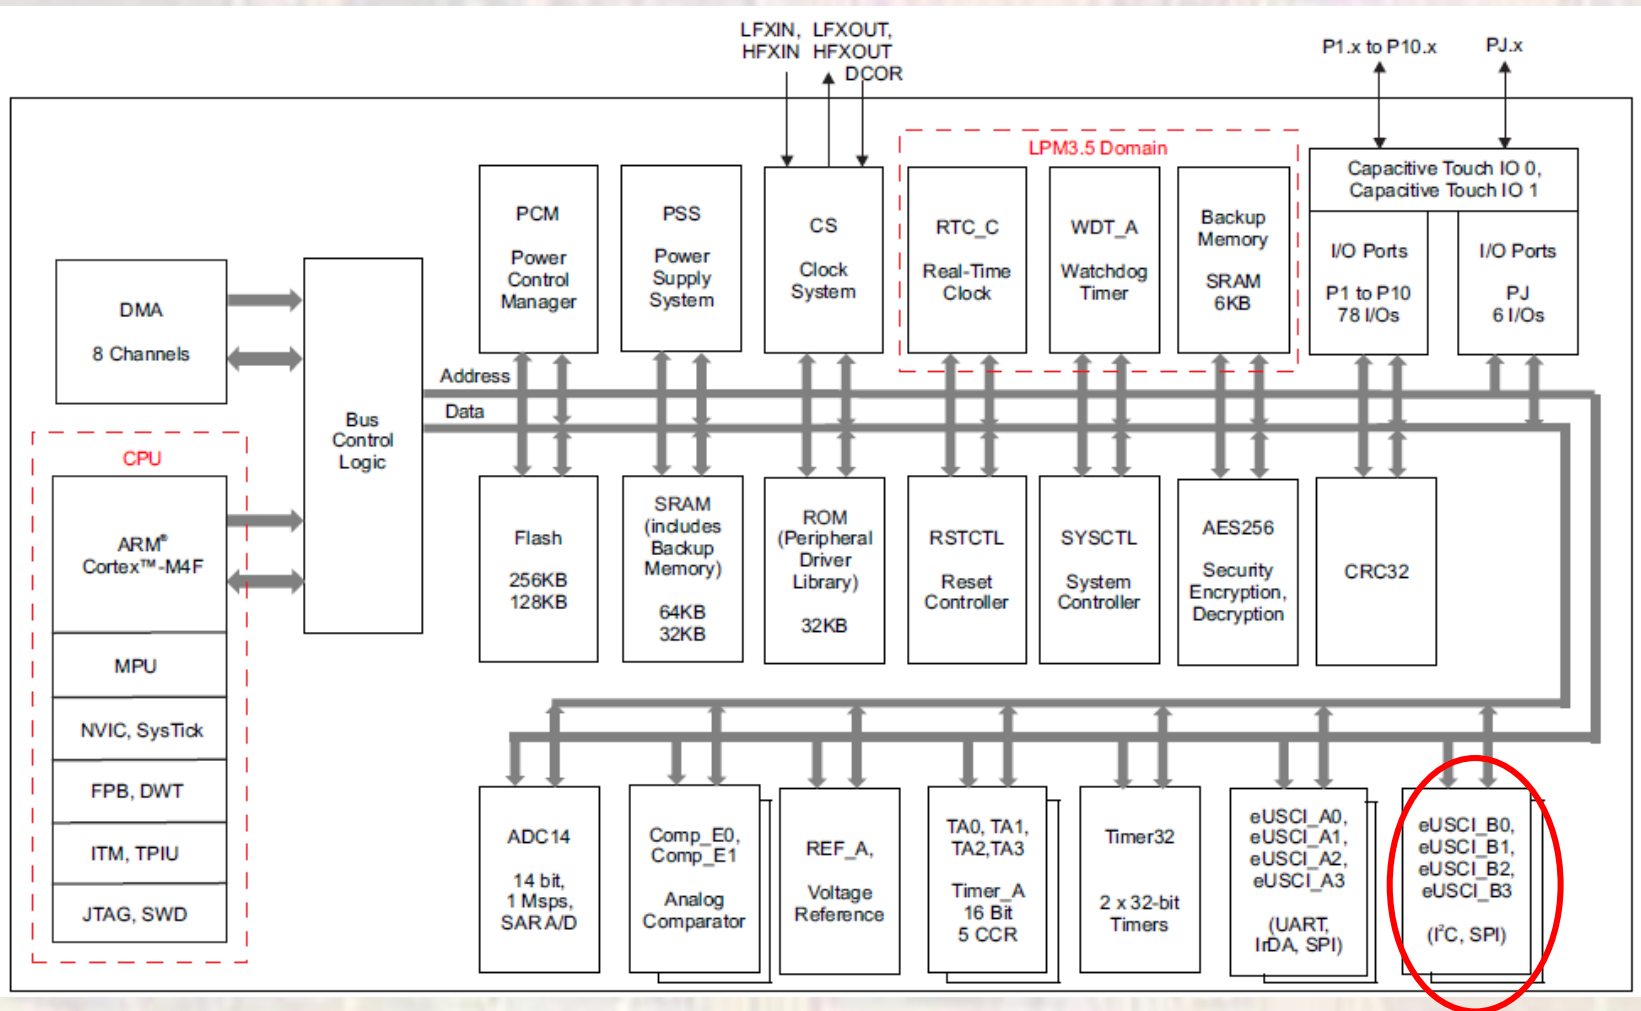 LFXIN, LFXOUT,
HFXIN HFXOUT
DCOR
P1.x to P10.x
PJ.x
LPM3.5 Domain
PCM
Power
Control
Manager
PSS
Power
Supply
System
CS
Clock
System
RTC_C
Real-Time
Clock
WDT_A
Watchdog
Timer
Backup
Memory
SRAM
6KB
Capacitive Touch IO 0,
Capacitive Touch IO 1
I/O Ports
P1 to P10
78 I/Os
I/O Ports
PJ
6 I/Os
DMA
8 Channels
Bus
Control
Logic
Address
Data
CPU
ARM®
Cortex™-M4F
MPU
NVIC, SysTick
FPB, DWT
ITM, TPIU
JTAG, SWD
Flash
256KB
128KB
SRAM
(includes
Backup
Memory)
64KB
32KB
ROM
(Peripheral
Driver
Library)
32KB
RSTCTL
Reset
Controller
SYSCTL
System
Controller
AES256
Security
Encryption,
Decryption
CRC32
ADC14
14 bit,
1 Msps,
SAR A/D
Comp_E0,
Comp_E1
Analog
Comparator
REF_A,
Voltage
Reference
TA0, TA1,
TA2,TA3
Timer_A
16 Bit
5 CCR
Timer32
2 x 32-bit
Timers
eUSCI_A0,
eUSCI_A1,
eUSCI_A2,
eUSCI_A3
(UART,
IrDA, SPI)
eUSCI_B0,
eUSCI_B1,
eUSCI_B2,
eUSCI_B3
(I²C, SPI)